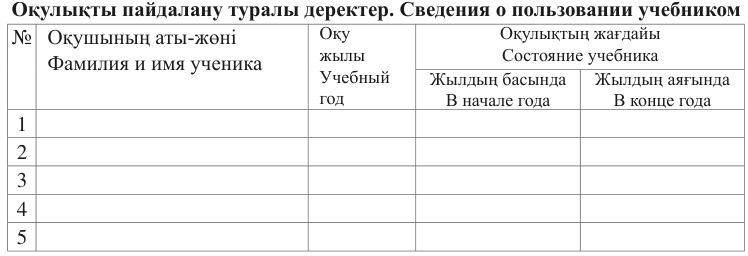 Оқулықты пайдалану туралы деректер. Сведения о пользовании учебником
№
Оқушының аты-жөні
Фамилия и имя ученика
Оқу
жылы
Учебный
год
Оқулықтың жағдайы
Состояние учебника
Жылдың басында
В начале года
Жылдың аяғында
В конце года
1
2
3
4
5